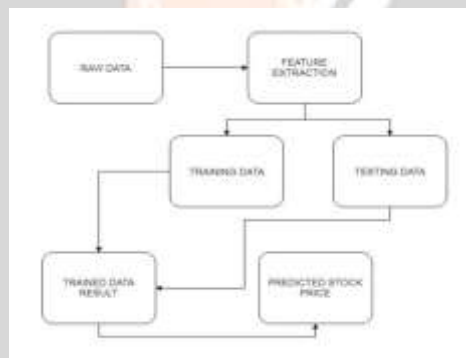 RAW DATA
FEATURE
EXTRACTION
TRAINING DATA
TESTING DATA
TRAINED DATA
RESULT
PREDICTED STOCK
PRICE